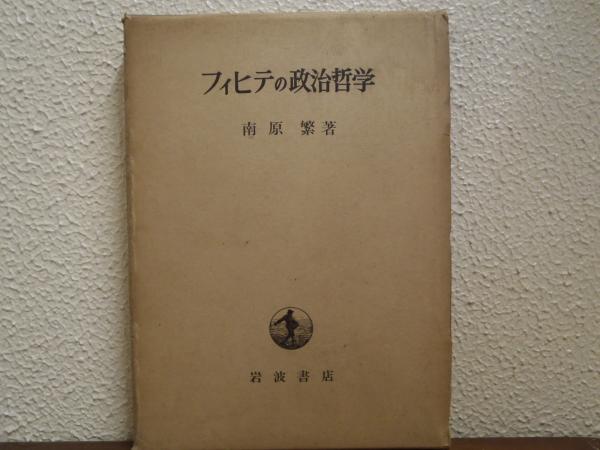 フィヒテの政治哲学
南原 繁著
岩波書店